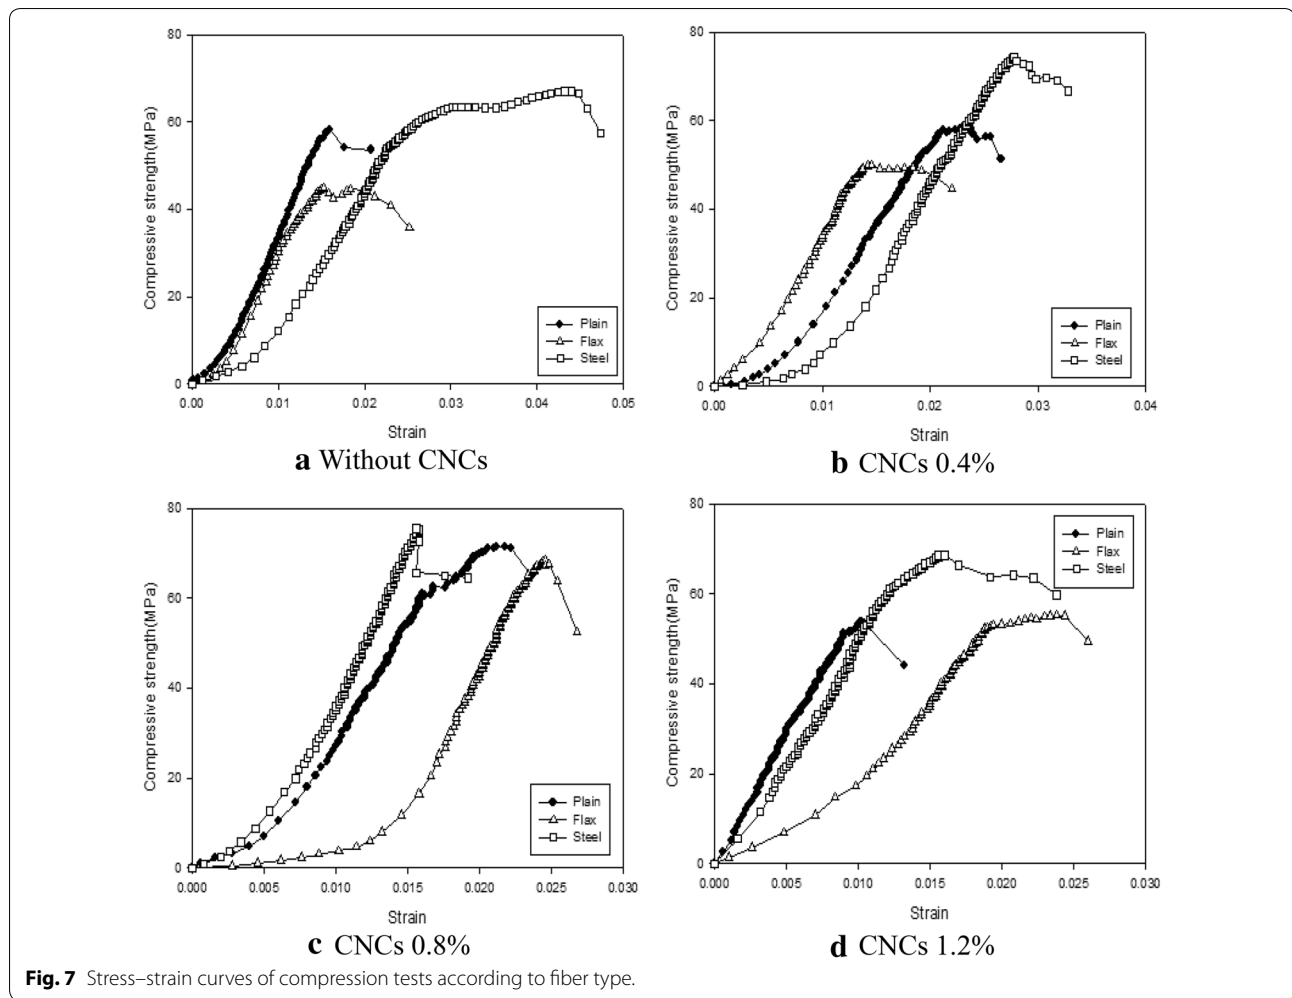 80
60
40
20
0
Compressive strength(MPa)
Plain
Flax
Steel
0.00 0.01 0.02 0.03 0.04 0.05
Strain
a Without CNCs
80
60
40
20
0
Compressive strength(MPa)
Plain
Flax
Steel
0.00 0.01 0.02 0.03 0.04
Strain
b CNCs 0.4%
80
60
40
20
0
Compressive strength(MPa)
Plain
Flax
Steel
0.000 0.005 0.010 0.015 0.020 0.025 0.030
Strain
c CNCs 0.8%
80
60
40
20
0
Compressive strength(MPa)
Plain
Flax
Steel
0.000 0.005 0.010 0.015 0.020 0.025 0.030
Strain
d CNCs 1.2%
Fig. 7 Stress–strain curves of compression tests according to fiber type.